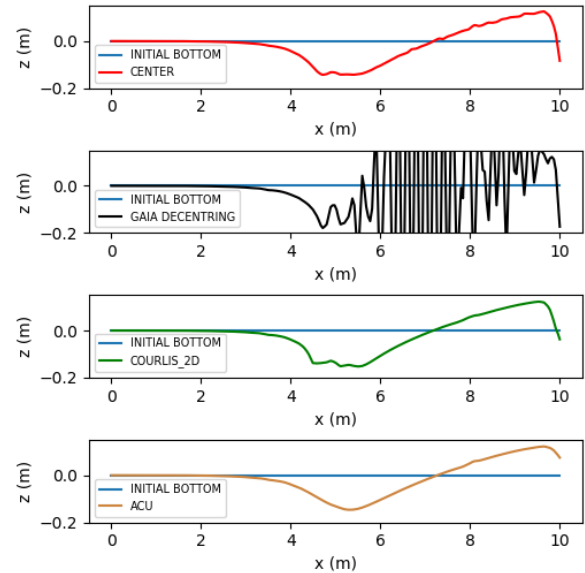 0.0
−0.2
z (m)
INITIAL BOTTOM
CENTER
0 2 4 6 8 10
x (m)
0.0
−0.2
z (m)
INITIAL BOTTOM
GAIA DECENTRING
0 2 4 6 8 10
x (m)
0.0
−0.2
z (m)
INITIAL BOTTOM
COURLIS_2D
0 2 4 6 8 10
x (m)
0.0
−0.2
z (m)
INITIAL BOTTOM
ACU
0 2 4 6 8 10
x (m)